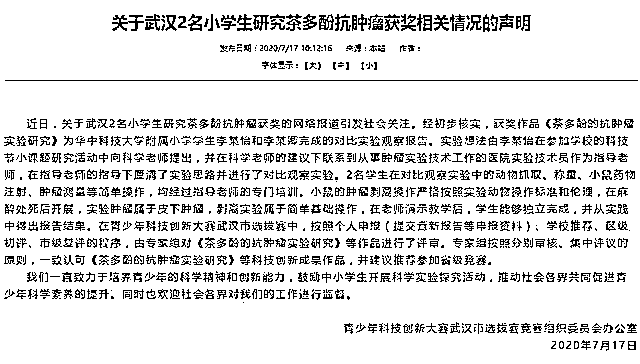 关于武汉2名小学生研究茶多酚抗肿瘤获奖相关情况的声明
发布日期：2020/7/17 10:12:16 来源：本站 作者：
字体显示：【大】 【中】 【小】
近日，关于武汉2名小学生研究茶多酚抗肿瘤获奖的网络报道引发社会关注。经初步核实，获奖作品《茶多酚的抗肿瘤
实验研究》为华中科技大学附属小学学生李某怡和李某卿完成的对比实验观察报告。实验想法由李某怡在参加学校的科技
节小课题研究活动中向科学老师提出，并在科学老师的建议下联系到从事肿瘤实验技术工作的医院实验技术员作为指导老
师，在指导老师的指导下厘清了实验思路并进行了对比观察实验。2名学生在对比观察实验中的动物抓取、称量、小鼠药物
注射、肿瘤测量等简单操作，均经过指导老师的专门培训。小鼠的肿瘤剥离操作严格按照实验动物操作标准和伦理，在麻
醉处死后开展，实验肿瘤属于皮下肿瘤，剥离实验属于简单基础操作，在老师演示教学后，学生能够独立完成，并从实践
中得出报告结果。在青少年科技创新大赛武汉市选拔赛中，按照个人申报（提交查新报告等申报资料）、学校推荐、区级
初评、市级复评的程序，由专家组对《茶多酚的抗肿瘤实验研究》等作品进行了评审。专家组按照分别审核、集中评议的
原则，一致认可《茶多酚的抗肿瘤实验研究》等科技创新成果作品，并建议推荐参加省级竞赛。
我们一直致力于培养青少年的科学精神和创新能力，鼓励中小学生开展科学实验探究活动，推动社会各界共同促进青
少年科学素养的提升。同时也欢迎社会各界对我们的工作进行监督。
青少年科技创新大赛武汉市选拔赛竞赛组织委员会办公室
2020年7月17日